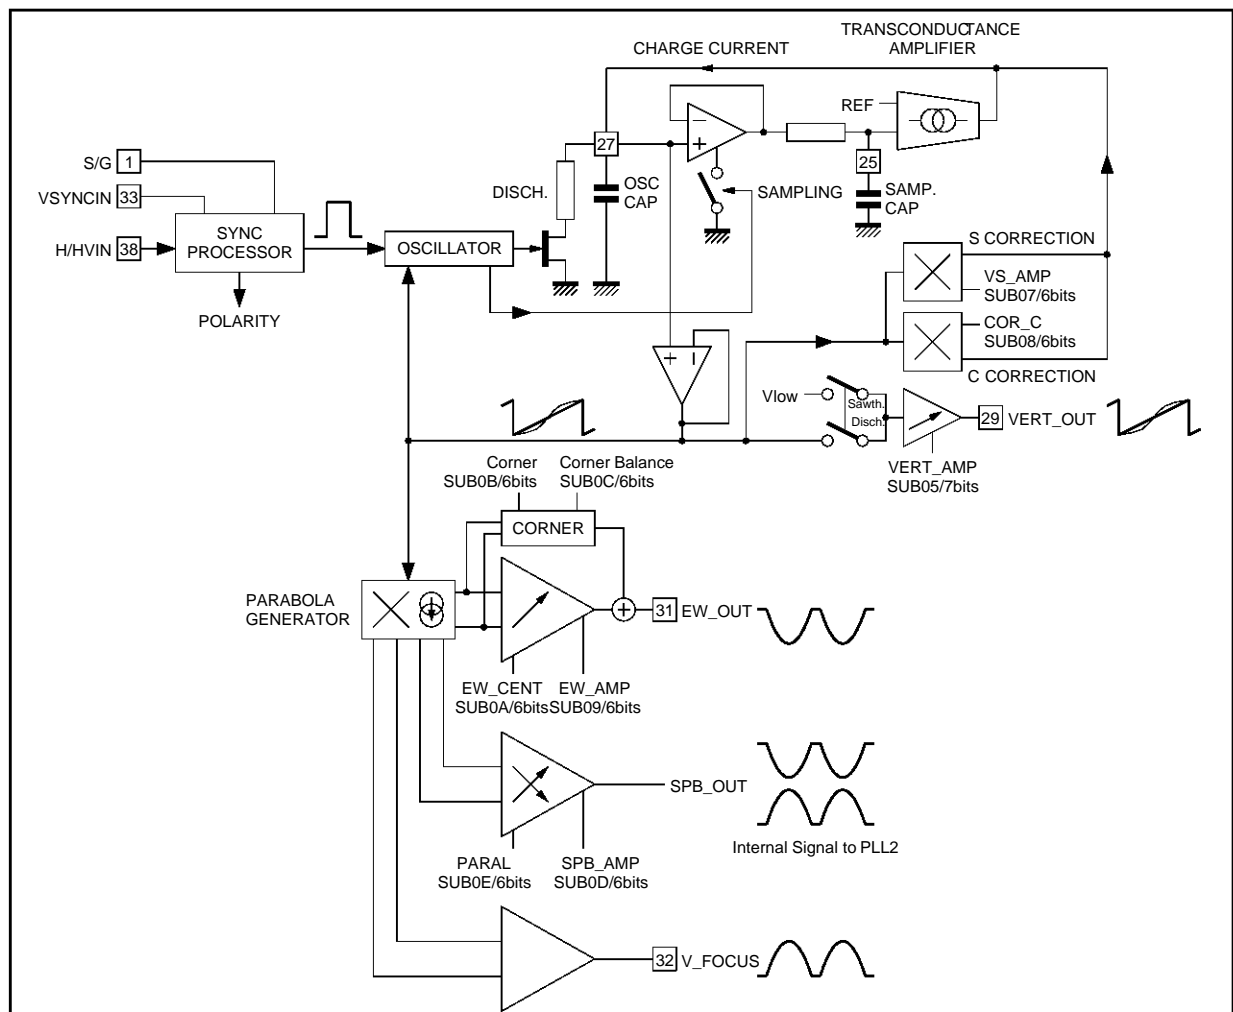 TRANSCONDUCTANCE
AMPLIFIER
CHARGE CURRENT
REF
S/G 1
27
25
VSYNCIN 33
DISCH.
OSC
CAP
SAMPLING
SAMP.
CAP
SYNC
PROCESSOR
H/HVIN 38
OSCILLATOR
S CORRECTION
VS_AMP
SUB07/6bits
POLARITY
COR_C
SUB08/6bits
C CORRECTION
Vlow
Sawth.
Disch.
29 VERT_OUT
VERT_AMP
SUB05/7bits
Corner
SUB0B/6bits
Corner Balance
SUB0C/6bits
CORNER
PARABOLA
GENERATOR
31 EW_OUT
EW_CENT
SUB0A/6bits
EW_AMP
SUB09/6bits
SPB_OUT
Internal Signal to PLL2
PARAL
SUB0E/6bits
SPB_AMP
SUB0D/6bits
32 V_FOCUS